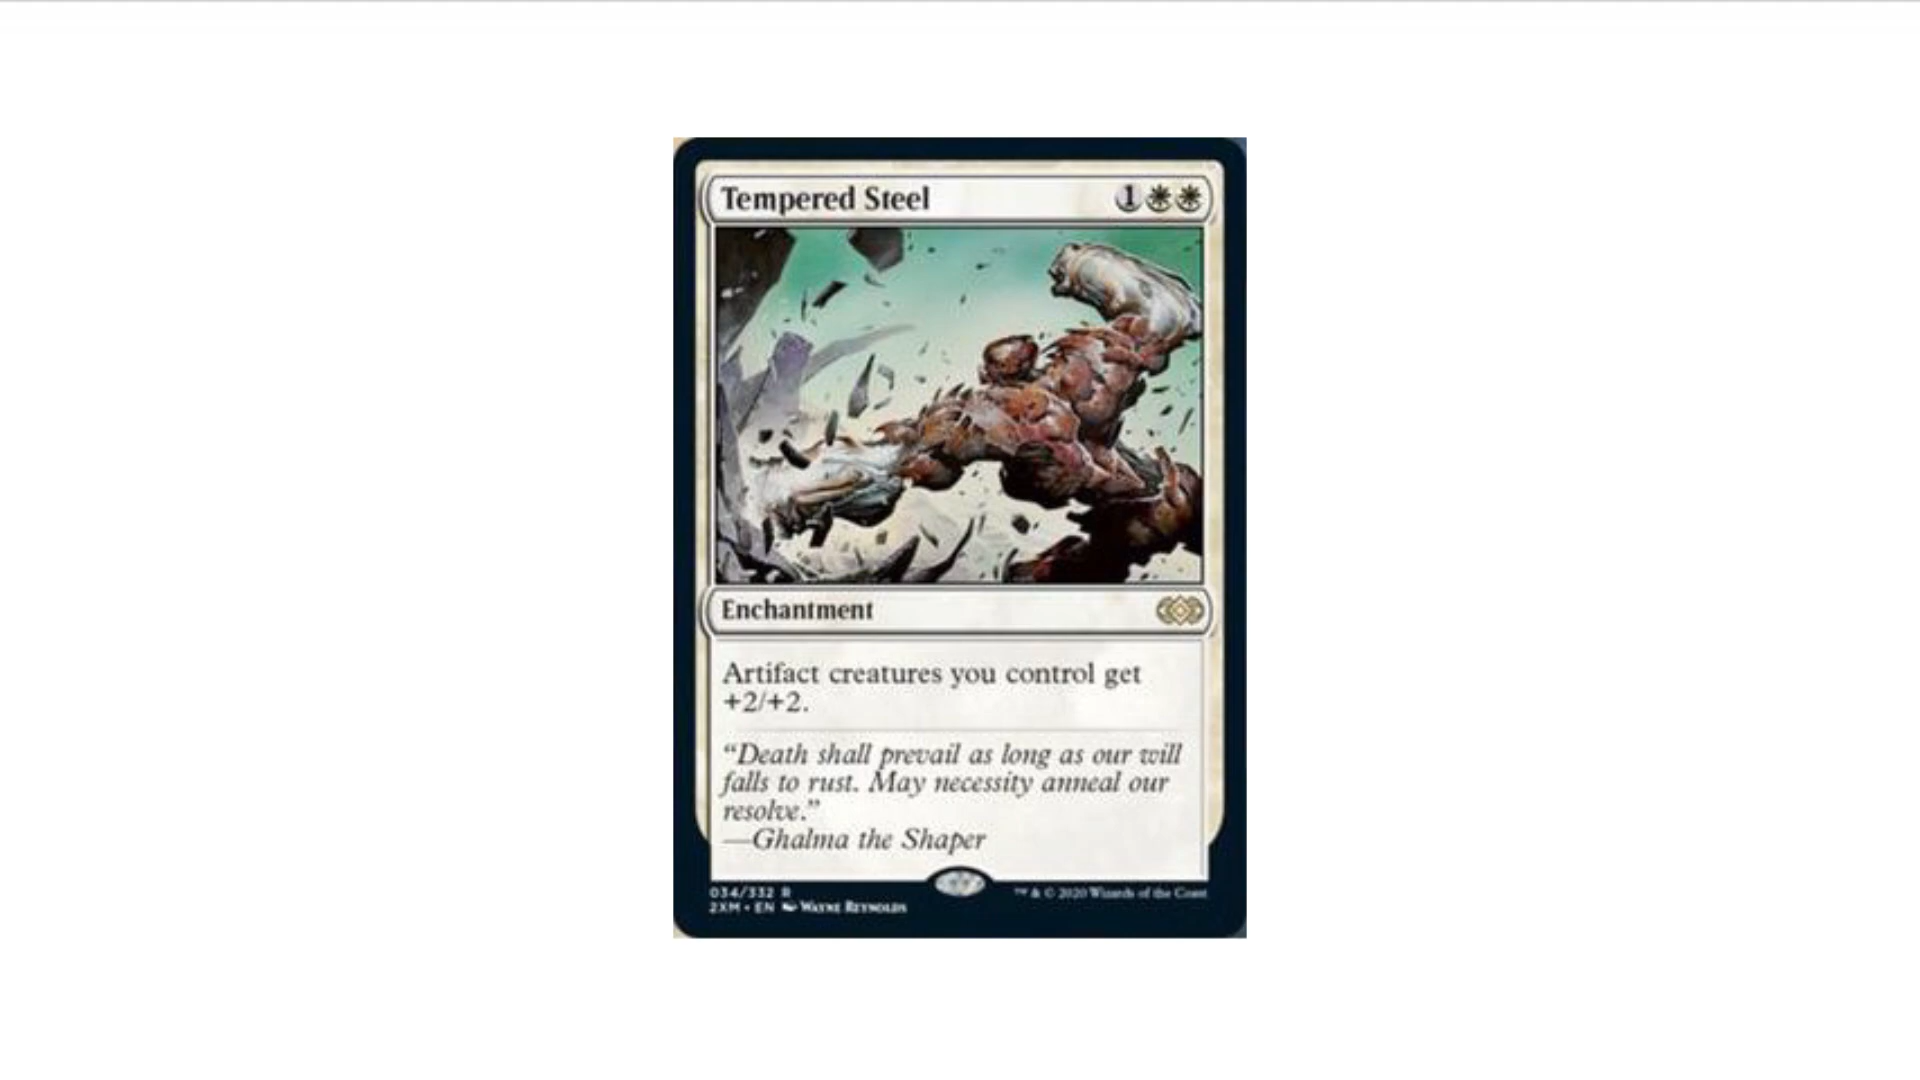 Tempered Steel 1
Enchantment
Artifact creatures you control get
+2/+2.
“Death shall prevail as long as our will
falls to rust. May necessity anneal our
resolve.”
—Ghalma the Shaper
034/332 R
™ & © 2020 Wizards of the Coast
2XM • EN Wayne Reynolds